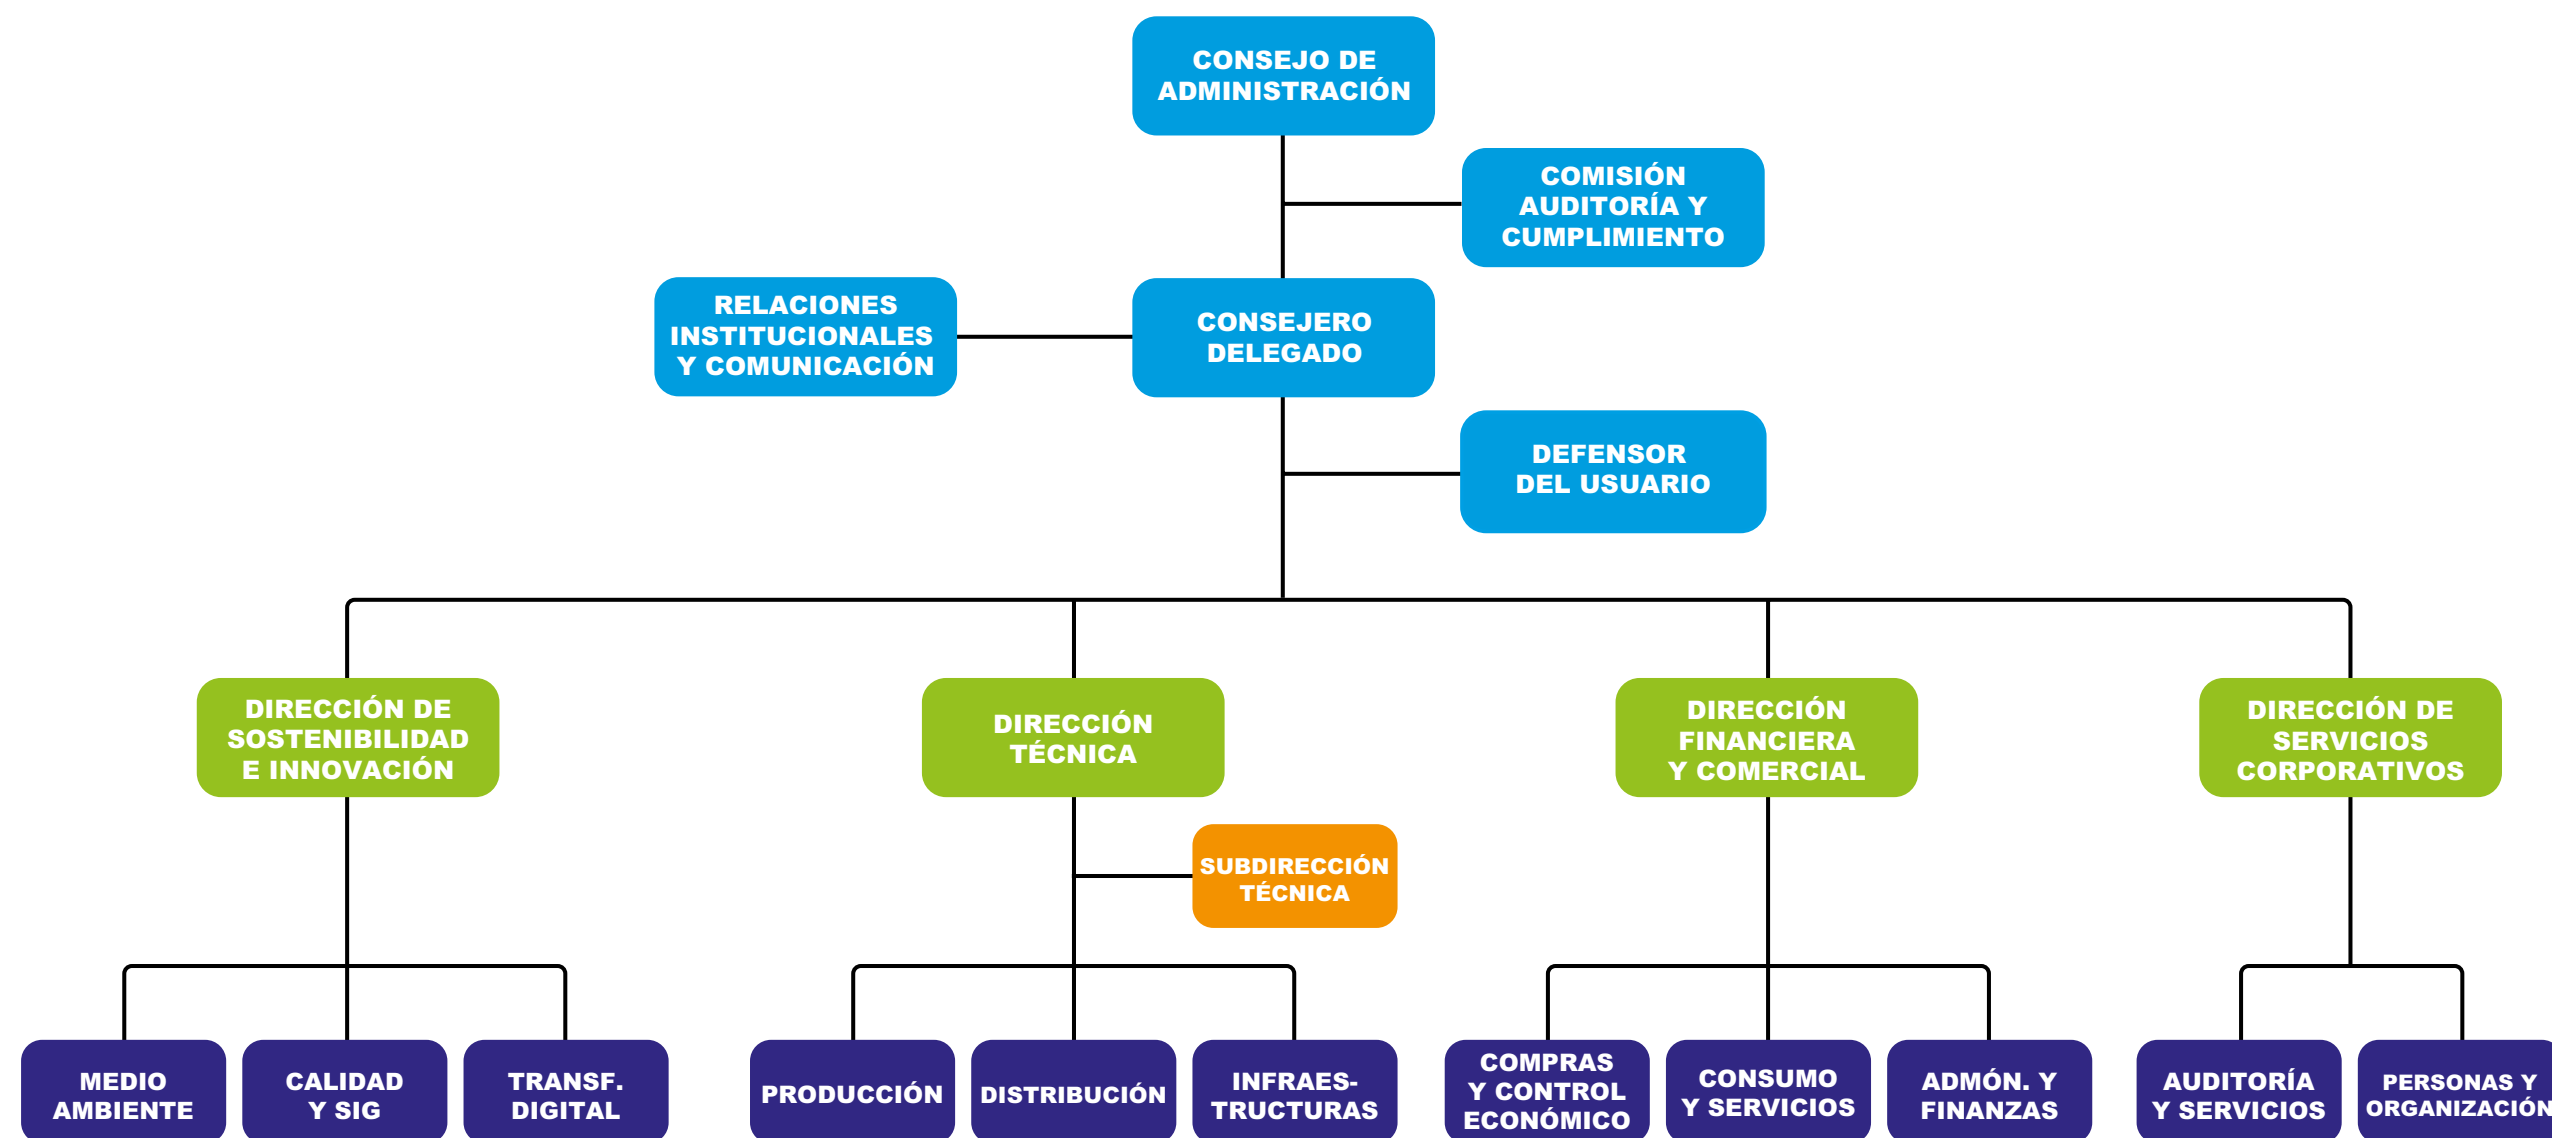 CONSEJO DE
ADMINISTRACIÓN
COMISIÓN
AUDITORÍA Y
CUMPLIMIENTO
RELACIONES
INSTITUCIONALES
Y COMUNICACIÓN
CONSEJERO
DELEGADO
DEFENSOR
DEL USUARIO
DIRECCIÓN DE
SOSTENIBILIDAD
E INNOVACIÓN
DIRECCIÓN
TÉCNICA
DIRECCIÓN
FINANCIERA
Y COMERCIAL
DIRECCIÓN DE
SERVICIOS
CORPORATIVOS
SUBDIRECCIÓN
TÉCNICA
MEDIO
AMBIENTE
CALIDAD
Y SIG
TRANSF.
DIGITAL
PRODUCCIÓN
DISTRIBUCIÓN
INFRAES-
TRUCTURAS
COMPRAS
Y CONTROL
ECONÓMICO
CONSUMO
Y SERVICIOS
ADMÓN. Y
FINANZAS
AUDITORÍA
Y SERVICIOS
PERSONAS Y
ORGANIZACIÓN